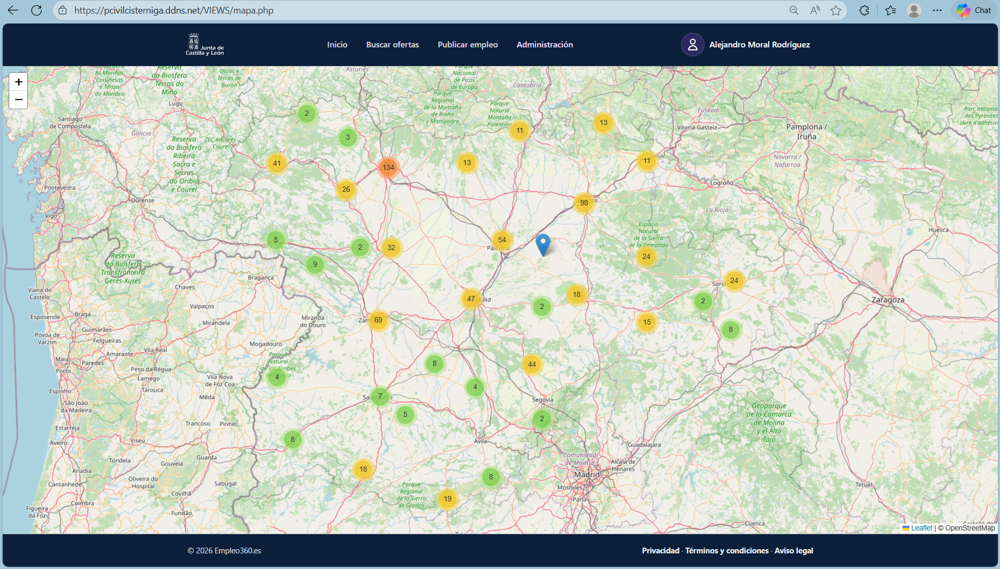 https://pcivilcisterniga.ddns.net/VIEWS/mapa.php
Chat
Junta de
Castilla y León
Inicio
Buscar ofertas
Publicar empleo
Administración
Alejandro Moral Rodríguez
+
−
As Mariñas
Coruñesas
e Terras
do Mandeo
Reserva
da Biosfera
Terras do
Miño
Oscos e
Terras de
Burón
Asturies
Parque
Nacional
de Picos
de Europa
Cantabria
Bilbao
Lugo
Parque
Regional
de la Montaña
de Riaño
y Mampodre
Parque
Natural
Montaña
Palentina
Euskadi
Parc national
des Pyrénées
(Aire d'adhésio
Santiago
de Compostela
Galicia
Vitoria-Gasteiz
Pamplona /
Iruña
Reserva
da Biosfera
Ribeira
Sacra e
Serras
do Oribio
e Courel
ZEC Ancares
Courel
Navarra /
Nafarroa
2
3
11
13
41
134
13
11
26
98
Pontevedra
Ourense
Logroño
La Rioja
Vigo
Espacio
Natural
de la Sierra
de la Demanda
Huesca
5
2
32
54
Palencia
24
9
Reserva
da Biosfera
Transfronteira
Gerês-Xurés
Bragança
Chaves
Soria
24
Viana do
Castelo
47
18
2
2
Zaragoza
Valpaços
Esposende
Braga
Mirandela
Miranda
do Douro
69
15
8
Póvoa de
Varzim
Guimarães
Felgueiras
Vila Real
Mogadouro
Amarante
Parque
Natural
Maia
Porto
Paredes
Peso da Régua
Lamego
Tarouca
Vila Nova
de Foz Coa
4
8
44
4
Espinho
Mêda
7
Segovia
São João
da Madeira
5
2
Geoparque
de la Comarca
de Molina
y el Alto
Tajo
Trancoso
Pinhel
Estarreja
Aveiro
Viseu
8
Ávila
Guadalajara
Tondela
Gouveia
Guarda
Comunidad
de Madrid
Alcalá de
Henares
Anadia
18
8
Madrid
Cantanhede
Oliveira do
Hospital
Sabugal
Covilhã
Parque
Regional
de la Sierra
de Gredos
19
Móstoles
Parla
Teruel
Coimbra
Figueira
da Foz
Fundão
Cuenca
Leaflet | © OpenStreetMap
© 2026 Empleo360.es
Privacidad · Términos y condiciones · Aviso legal